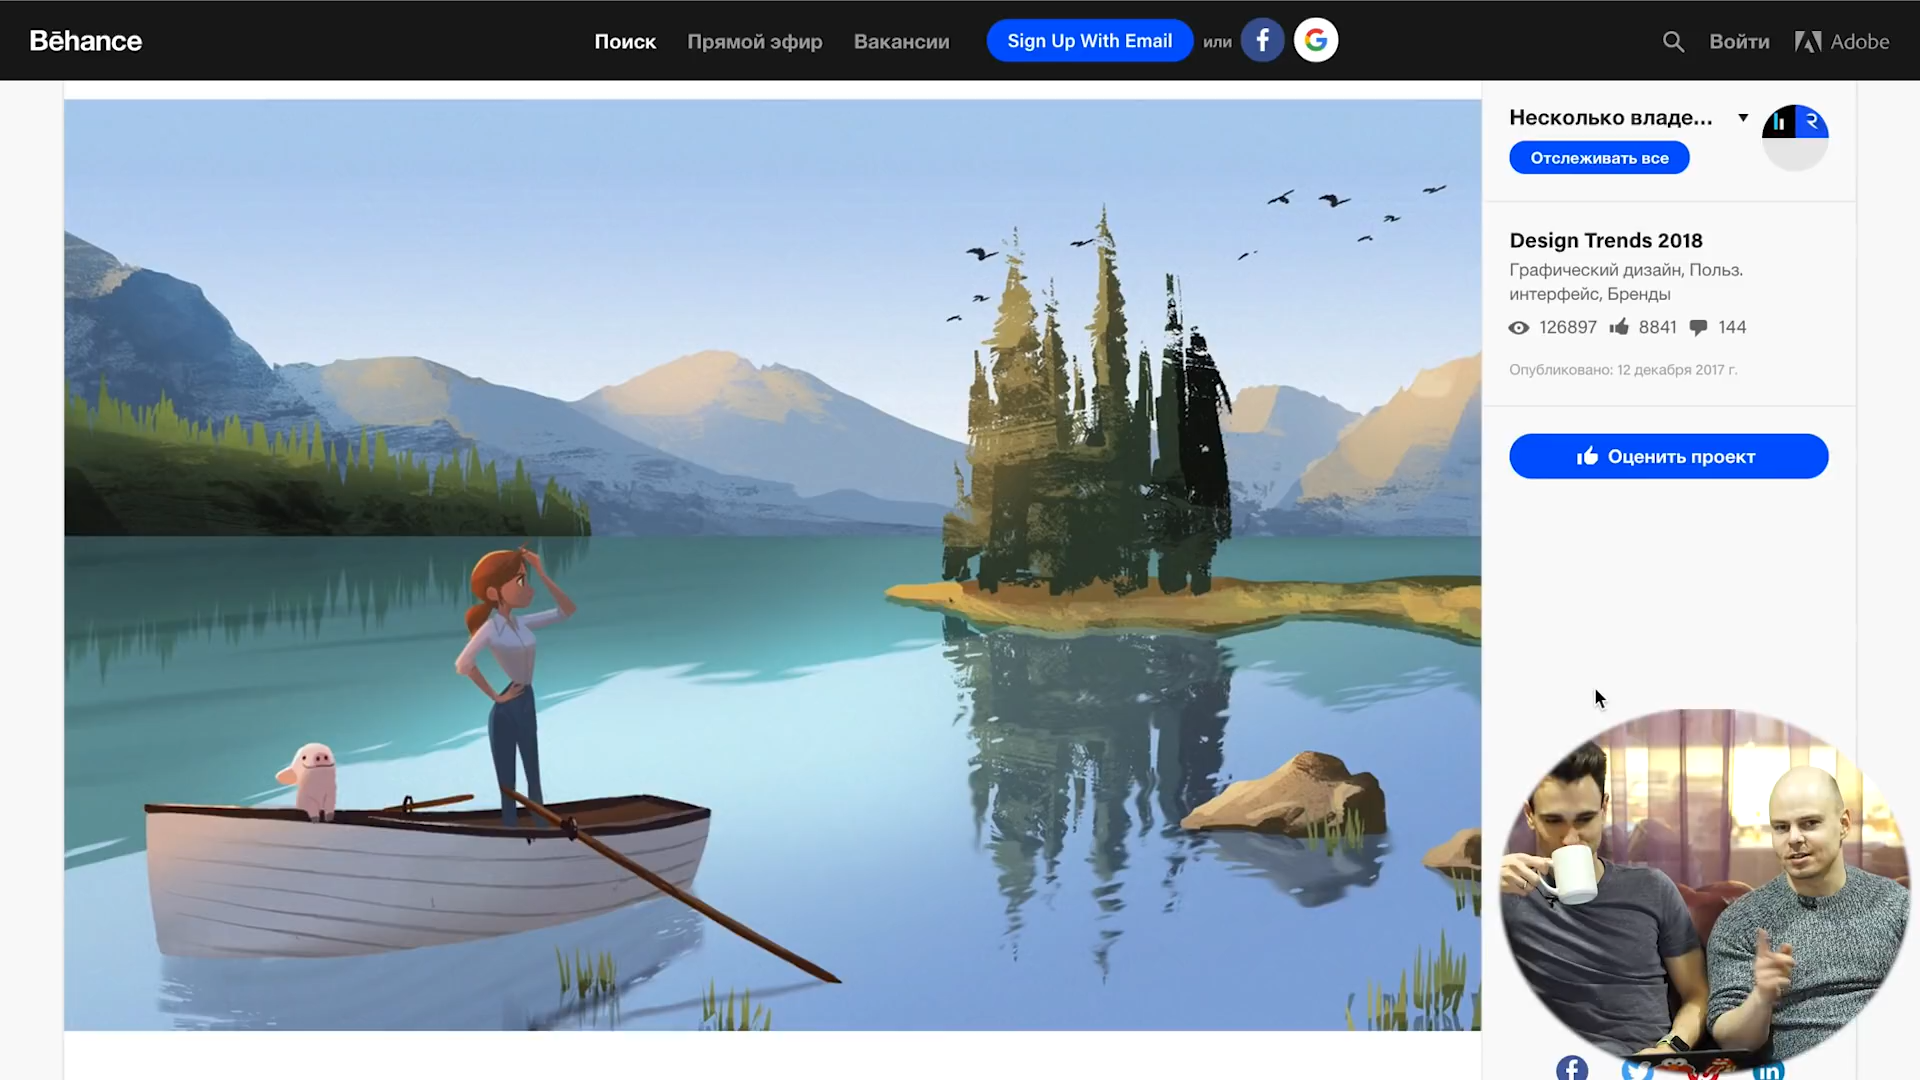 Bēhance
Поиск
Прямой эфир
Вакансии
Sign Up With Email
или
Войти
Adobe
Несколько владе...
Отслеживать все
Design Trends 2018
Графический дизайн, Польз.
интерфейс, Бренды
126897
8841
144
Опубликовано: 12 декабря 2017 г.
Оценить проект